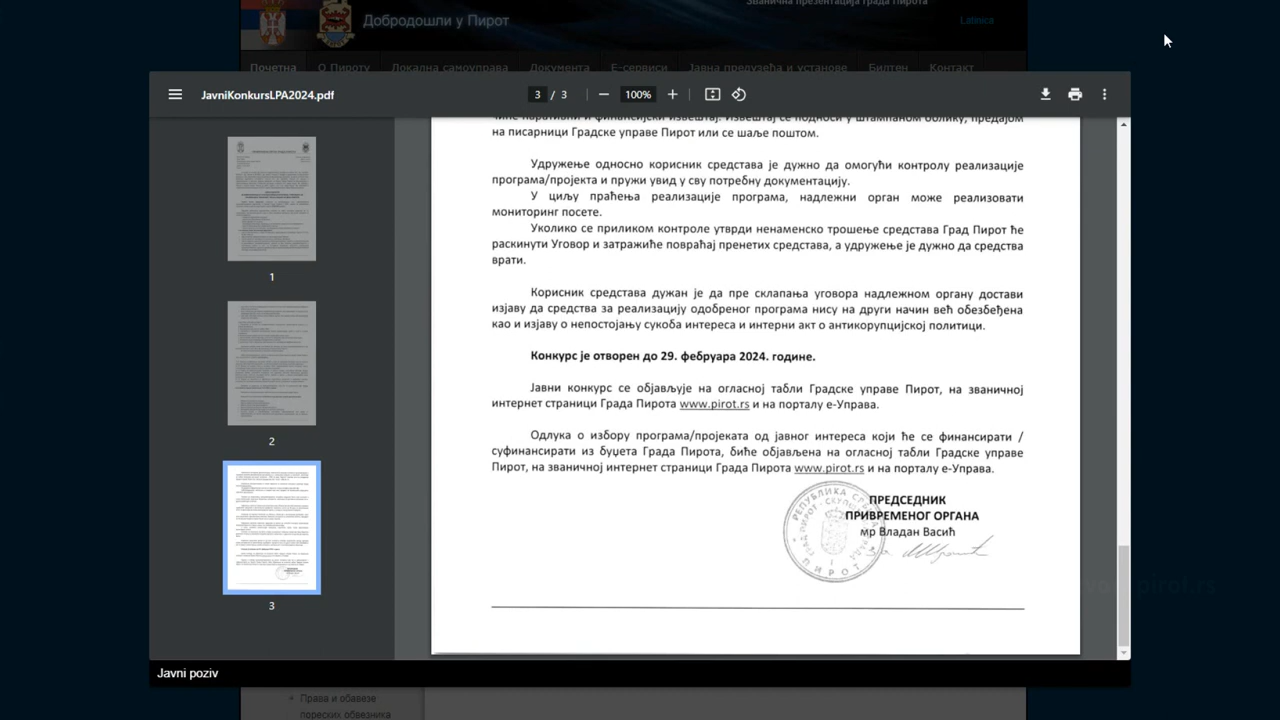 Званична презентација града Пирота
Добродошли у Пирот
Latinica
Почетна О Пироту Локална самоуправа Документа Е-сервиси Јавна предузећа и установе Билтен Контакт
JavniKonkursLPA2024.pdf
3 / 3
100%
наративни и финансијски извештај. Извештај се подноси у штампаном облику, предајом
на писарници Градске управе Пирот или се шаље поштом.
Удружење односно корисник средстава је дужно да омогући контролу реализације
програма/пројекта и пружи увид у сву потребну документацију.
У циљу праћења реализације програма, надлежни орган може реализовати
мониторинг посете.
Уколико се приликом контроле утврди ненаменско трошење средстава Град Пирот ће
раскинути Уговор и затражиће повраћај пренетих средстава, а удружење је дужно да средства
врати.
Корисник средстава дужан је да пре склапања уговора надлежном органу достави
изјаву да средства за реализацију одобреног програма нису на други начин већ обезбеђена
као и изјаву о непостојању сукоба интереса и интерни акт о антикорупцијској политици.
Конкурс је отворен до 29. фебруара 2024. године.
Јавни конкурс се објављује на огласној табли Градске управе Пирот, на званичној
интернет страници Града Пирота www.pirot.rs и на порталу е-Управа.
Одлука о избору програма/пројеката од јавног интереса који ће се финансирати /
суфинансирати из буџета Града Пирота, биће објављена на огласној табли Градске управе
Пирот, на званичној интернет страници Града Пирота www.pirot.rs и на порталу е-Управа.
ПРЕДСЕДНИК
ПРИВРЕМЕНОГ ОРГАНА
мр Владан Васић
ПИРОТ
1
2
3
Javni poziv
Права и обавезе
пореских обвезника